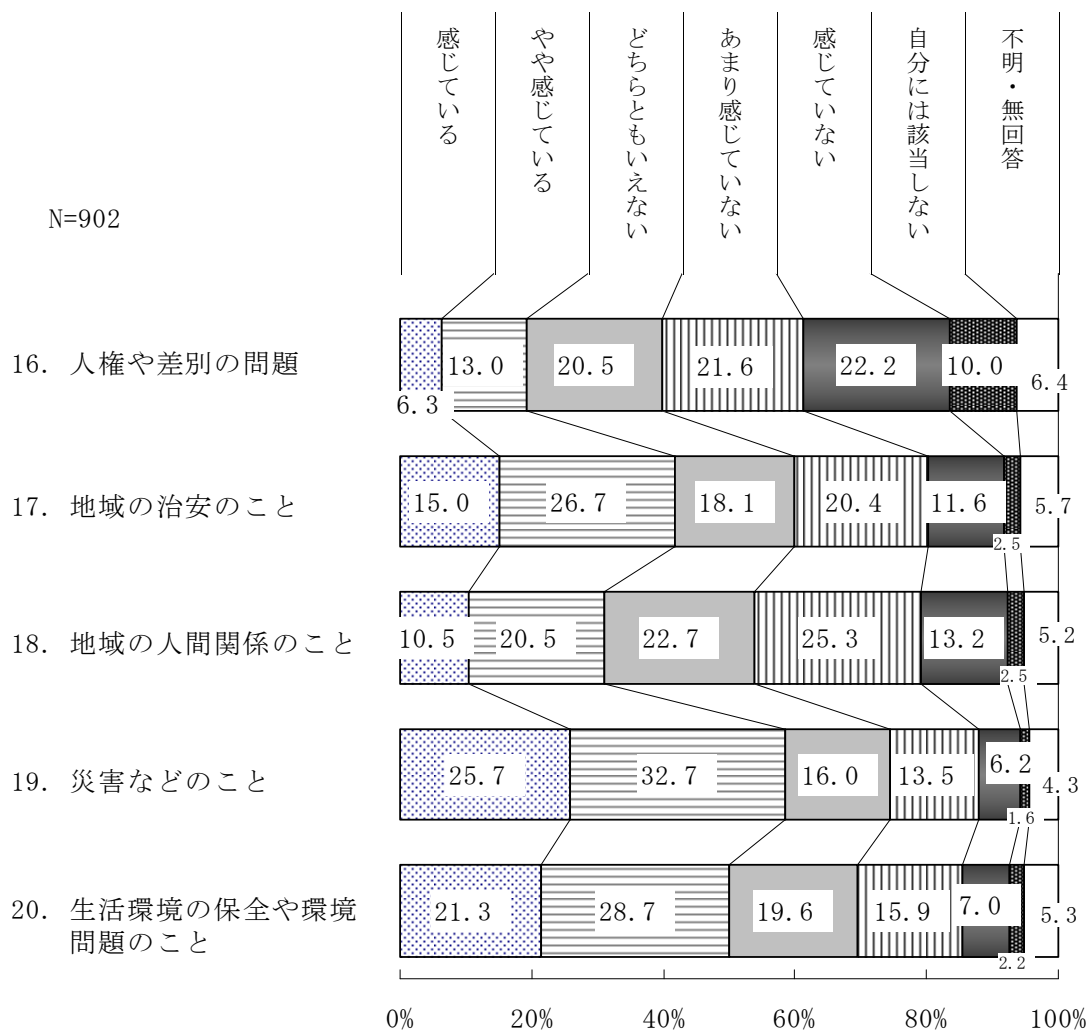 感じている
やや感じている
どちらともいえない
あまり感じていない
感じていない
自分には該当しない
不明・無回答
N=902
16. 人権や差別の問題
6.3 13.0 20.5 21.6 22.2 10.0 6.4
17. 地域の治安のこと
15.0 26.7 18.1 20.4 11.6 2.5 5.7
18. 地域の人間関係のこと
10.5 20.5 22.7 25.3 13.2 2.5 5.2
19. 災害などのこと
25.7 32.7 16.0 13.5 6.2 1.6 4.3
20. 生活環境の保全や環境
問題のこと
21.3 28.7 19.6 15.9 7.0 2.2 5.3
0% 20% 40% 60% 80% 100%